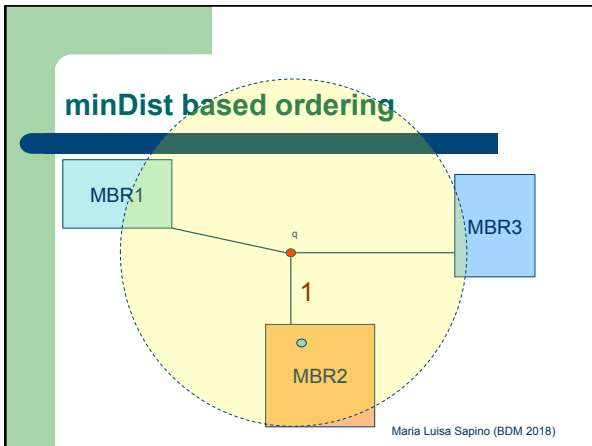 minDist based ordering
MBR1
q
MBR3
1
MBR2
Maria Luisa Sapino (BDM 2018)